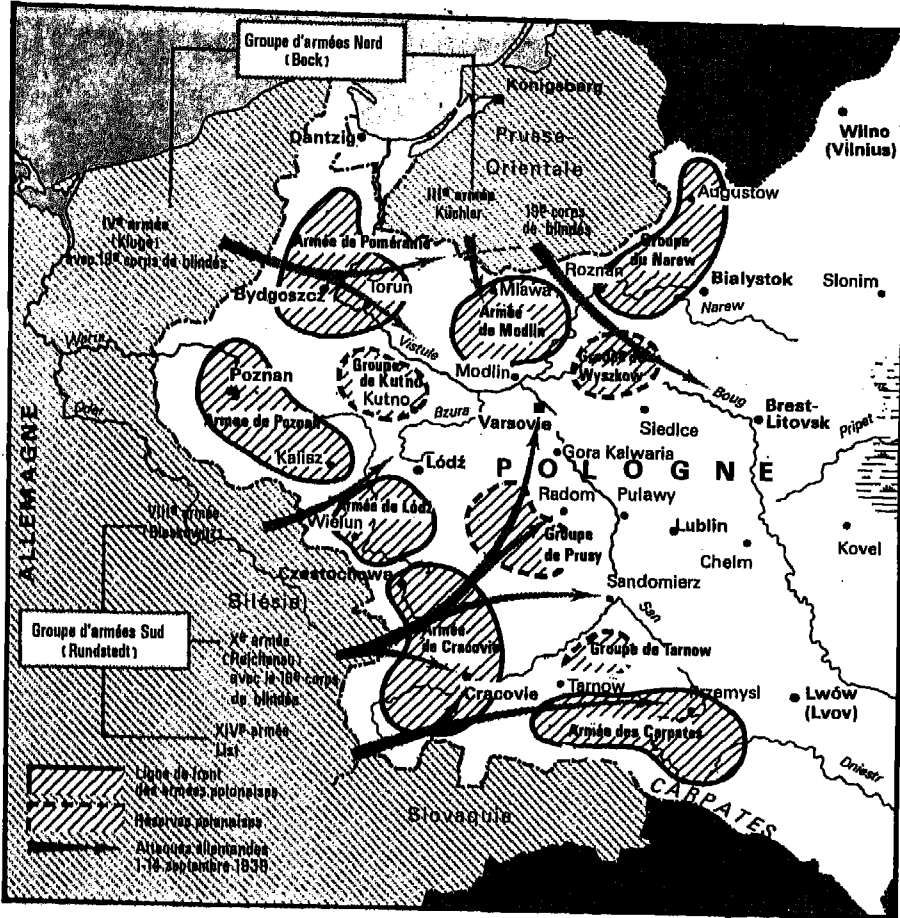 Groupe d'armées Nord
(Bock)
Königsberg
Dantzig
Prusse-
Orientale
Wilno
(Vilnius)
IVe armée
(Kluge)
avec 19e corps de blindés
IIIe armée
Küchler
19e corps
de blindés
Augustow
Armée de Poméranie
Groupe
du Narew
Roznan
Bialystok
Slonim
Bydgoszcz
Torun
Mlawa
Narew
Armée
de Modlin
Vistule
Modlin
Groupe de
Wyszkow
Boug
Warta
Poznan
Groupe
de Kutno
Kutno
Bzura
Varsovie
Siedlce
Brest-
Litovsk
Oder
Armée de Poznan
Kalisz
Lódź
Gora Kalwaria
Pripet
ALLEMAGNE
POLOGNE
VIIIe armée
(Blaskowitz)
Armée de Lódź
Wielun
Radom
Pulawy
Groupe
de Prusy
Lublin
Chelm
Kovel
Czestochowa
Silésie
Sandomierz
San
Groupe d'armées Sud
(Rundstedt)
Xe armée
(Reichenau)
avec le 16e corps
de blindés
Armée
de Cracovie
Groupe de Tarnow
Cracovie
Tarnow
Przemysl
Lwów
(Lvov)
XIVe armée
List
Armée des Carpates
Dniestr
CARPATES
Slovaquie
Ligne de front
des armées polonaises
Réserves polonaises
Attaques allemandes
1-14 septembre 1939